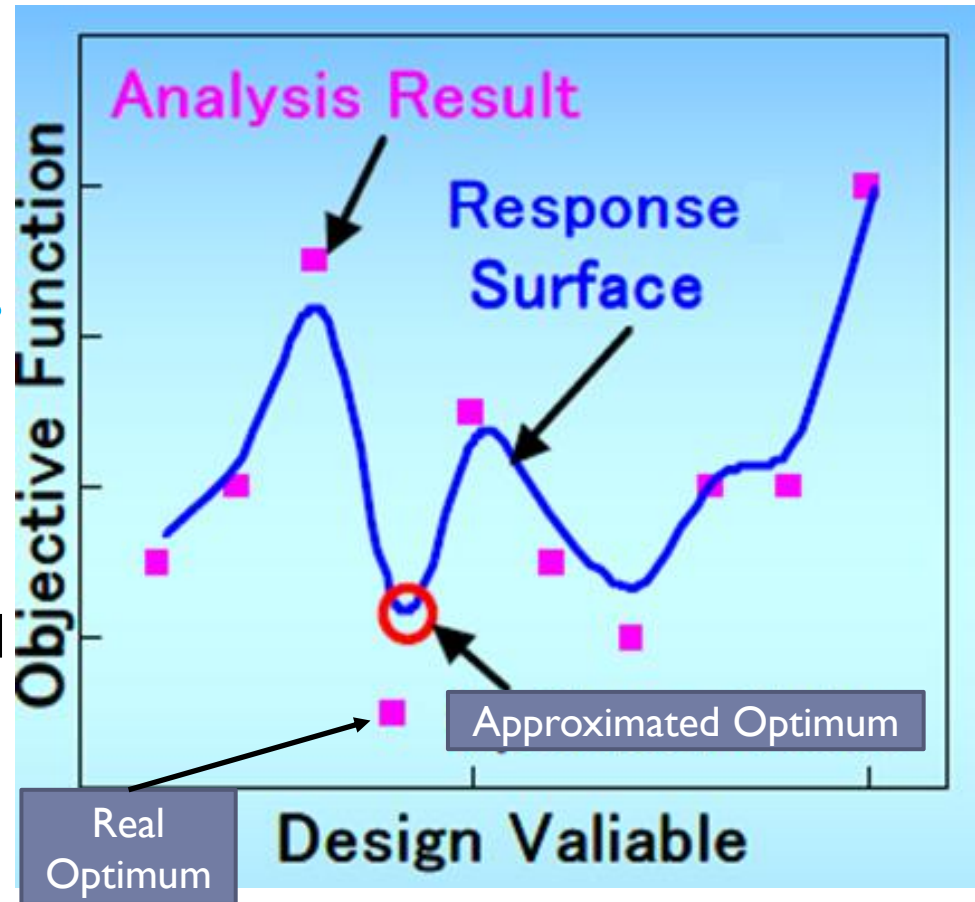 Analysis Result
Response
Surface
Objective Function
Approximated Optimum
Real
Optimum
Design Valiable